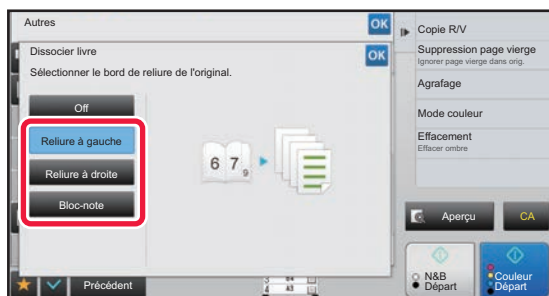 Autres
OK
Dissocier livre
OK
Sélectionner le bord de reliure de l'original.
Off
Reliure à gauche
Reliure à droite
Bloc-note
6 7 9
Précédent
Copie R/V
Suppression page vierge
Ignorer page vierge dans orig.
Agrafage
Mode couleur
Effacement
Effacer ombre
Aperçu
CA
N&B
Départ
Couleur
Départ